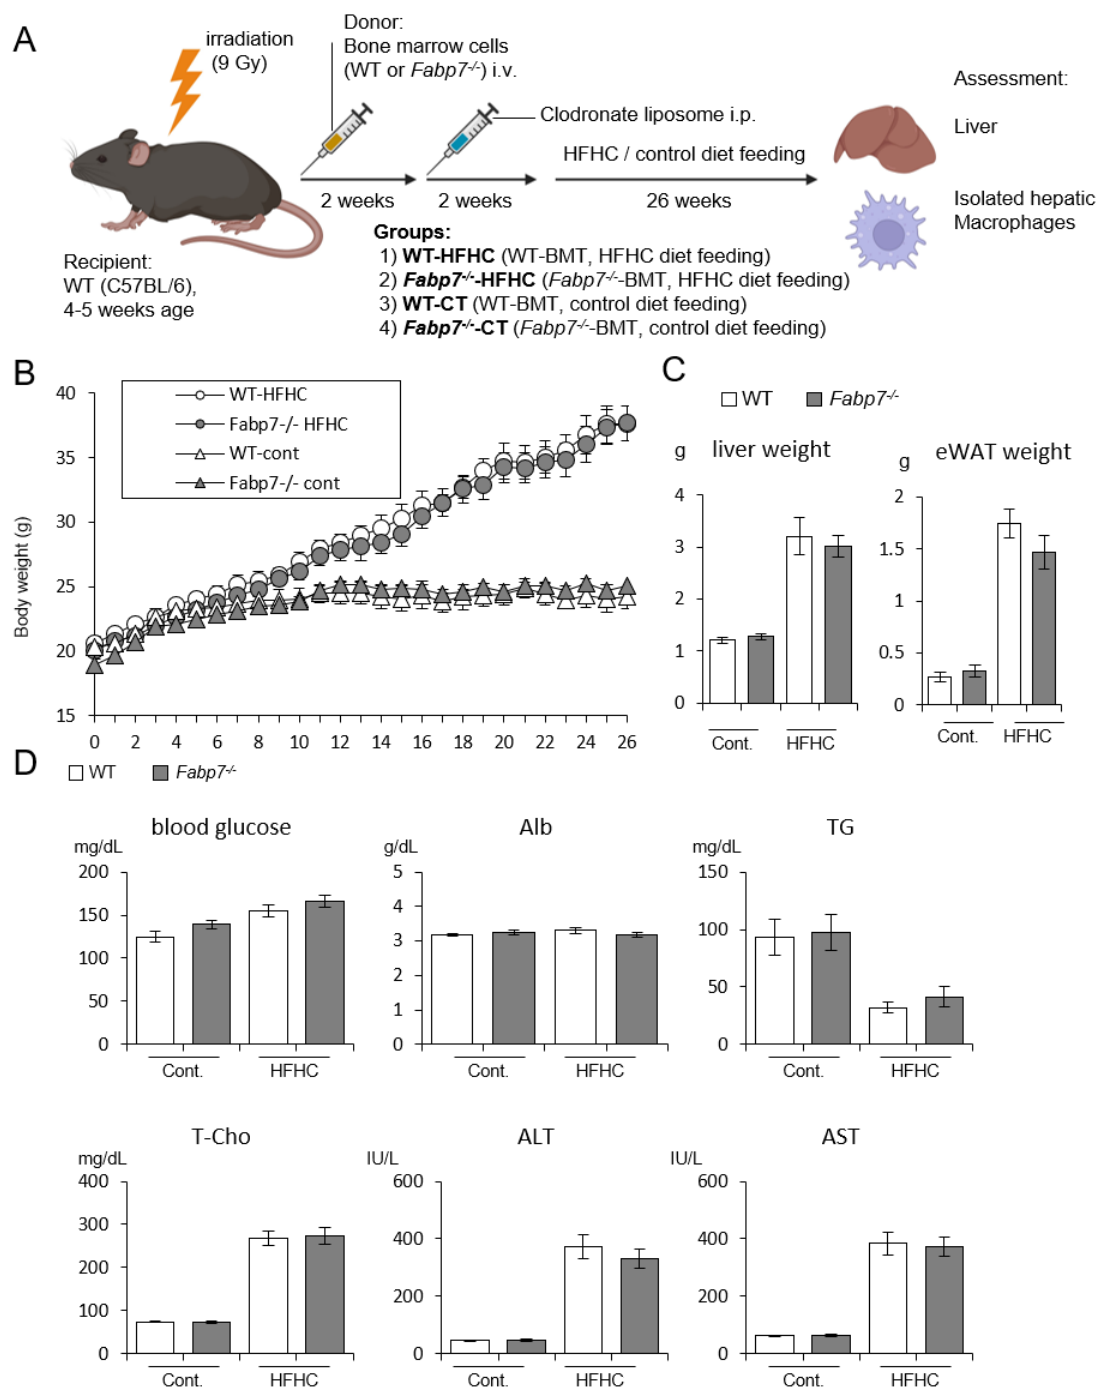 A
irradiation
(9 Gy)
Donor:
Bone marrow cells
(WT or Fabp7-/-) i.v.
Clodronate liposome i.p.
HFHC / control diet feeding
2 weeks
2 weeks
26 weeks
Assessment:
Liver
Isolated hepatic
Macrophages
Recipient:
WT (C57BL/6),
4-5 weeks age
Groups:
1) WT-HFHC (WT-BMT, HFHC diet feeding)
2) Fabp7-/--HFHC (Fabp7-/--BMT, HFHC diet feeding)
3) WT-CT (WT-BMT, control diet feeding)
4) Fabp7-/--CT (Fabp7-/--BMT, control diet feeding)
B
WT-HFHC
Fabp7-/- HFHC
WT-cont
Fabp7-/- cont
Body weight (g)
40
35
30
25
20
15
0 2 4 6 8 10 12 14 16 18 20 22 24 26
C
WT Fabp7-/-
g liver weight
4
3
2
1
0
Cont. HFHC
g eWAT weight
2
1.5
1
0.5
0
Cont. HFHC
D
WT Fabp7-/-
blood glucose
mg/dL
200
150
100
50
0
Cont. HFHC
Alb
g/dL
5
4
3
2
1
0
Cont. HFHC
TG
mg/dL
150
100
50
0
Cont. HFHC
T-Cho
mg/dL
400
300
200
100
0
Cont. HFHC
ALT
IU/L
600
400
200
0
Cont. HFHC
AST
IU/L
600
400
200
0
Cont. HFHC